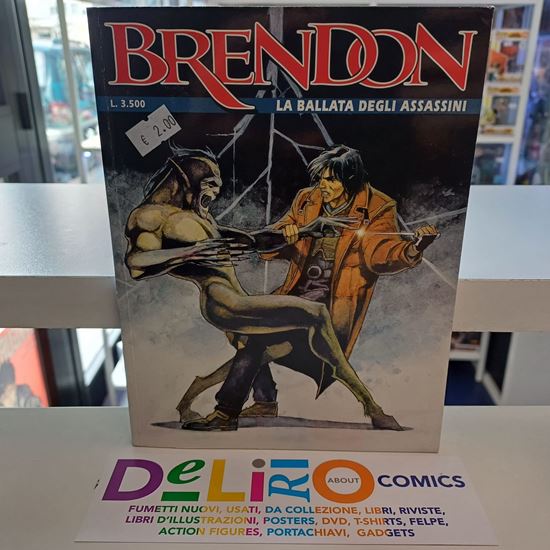 BRENDON
L. 3.500
LA BALLATA DEGLI ASSASSINI
€ 2.00
DeLiRiO ABOUT COMICS
FUMETTI NUOVI, USATI, DA COLLEZIONE, LIBRI, RIVISTE,
LIBRI D'ILLUSTRAZIONI, POSTERS, DVD, T-SHIRTS, FELPE,
ACTION FIGURES, PORTACHIAVI, GADGETS